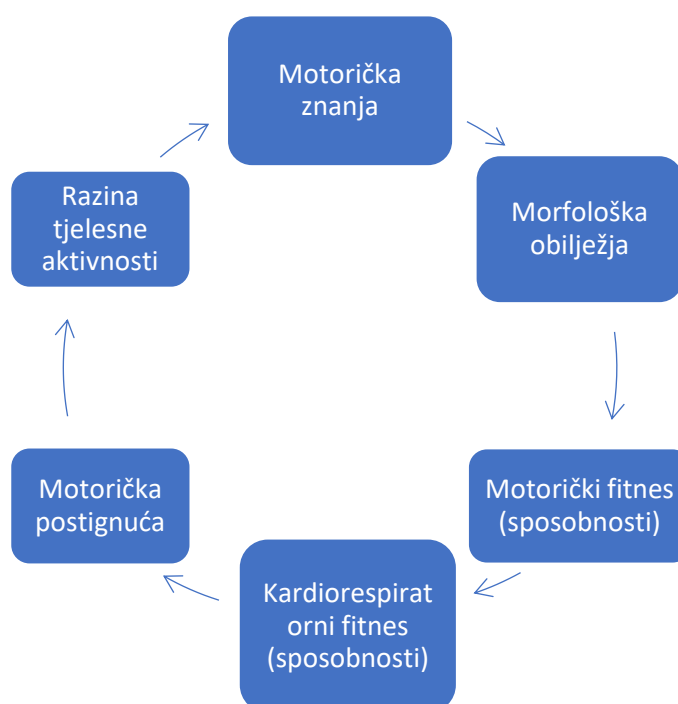 Motorička
znanja
Morfološka
obilježja
Motorički fitnes
(sposobnosti)
Kardiorespirat
orni fitnes
(sposobnosti)
Motorička
postignuća
Razina
tjelesne
aktivnosti